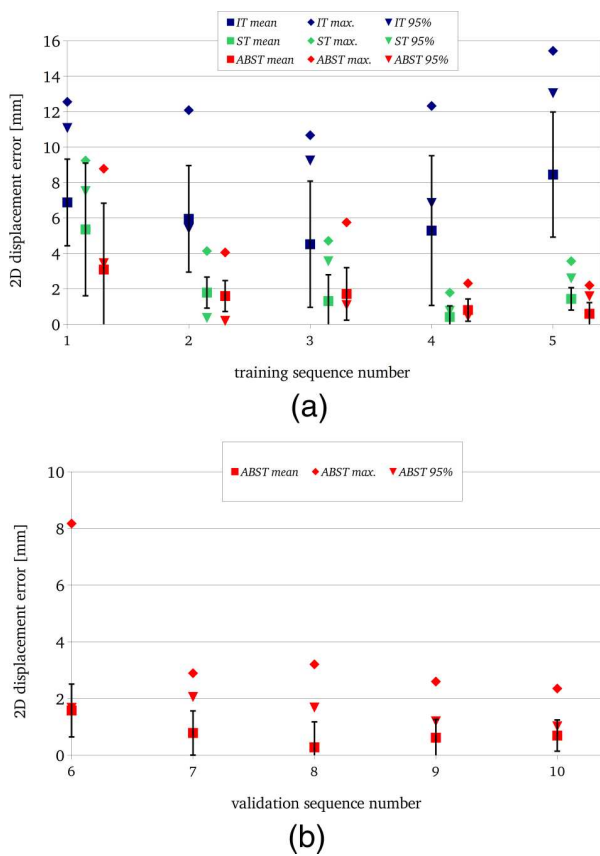 IT mean IT max. IT 95%
ST mean ST max. ST 95%
ABST mean ABST max. ABST 95%
2D displacement error [mm]
16
14
12
10
8
6
4
2
0
1 2 3 4 5
training sequence number
(a)
ABST mean ABST max. ABST 95%
2D displacement error [mm]
10
8
6
4
2
0
6 7 8 9 10
validation sequence number
(b)